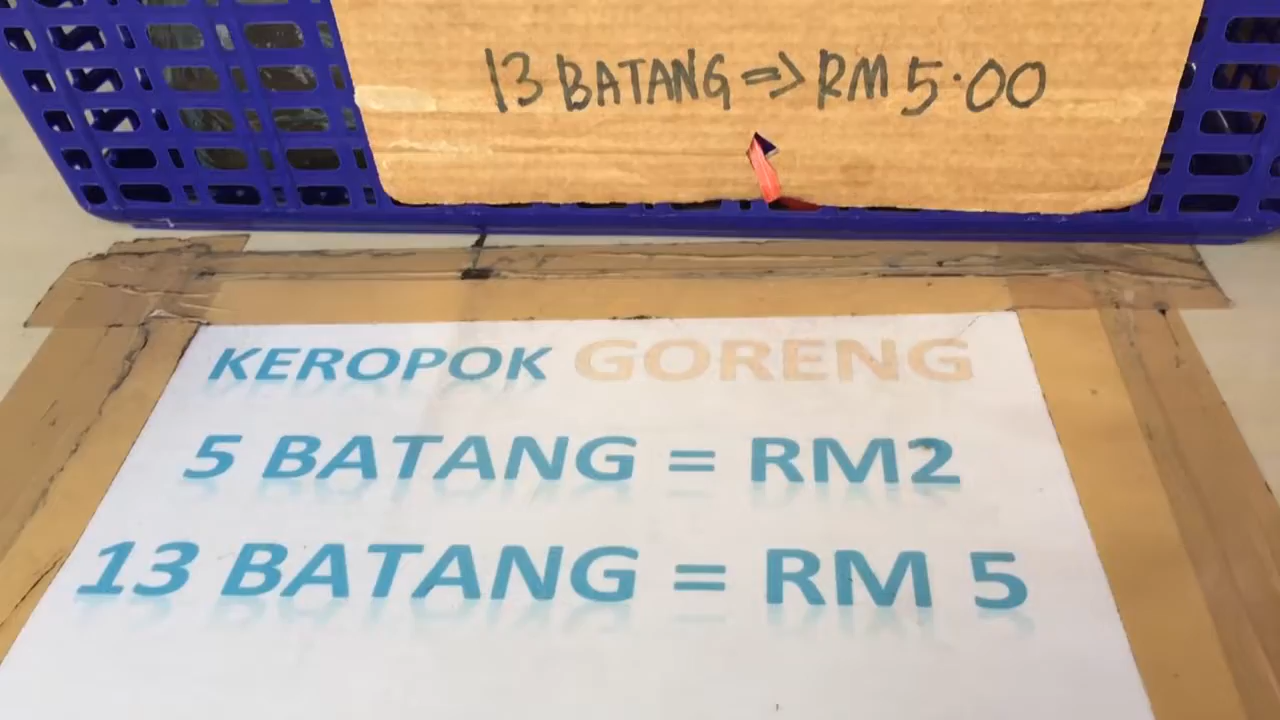 13 BATANG => RM 5.00
KEROPOK GORENG
5 BATANG = RM2
13 BATANG = RM 5